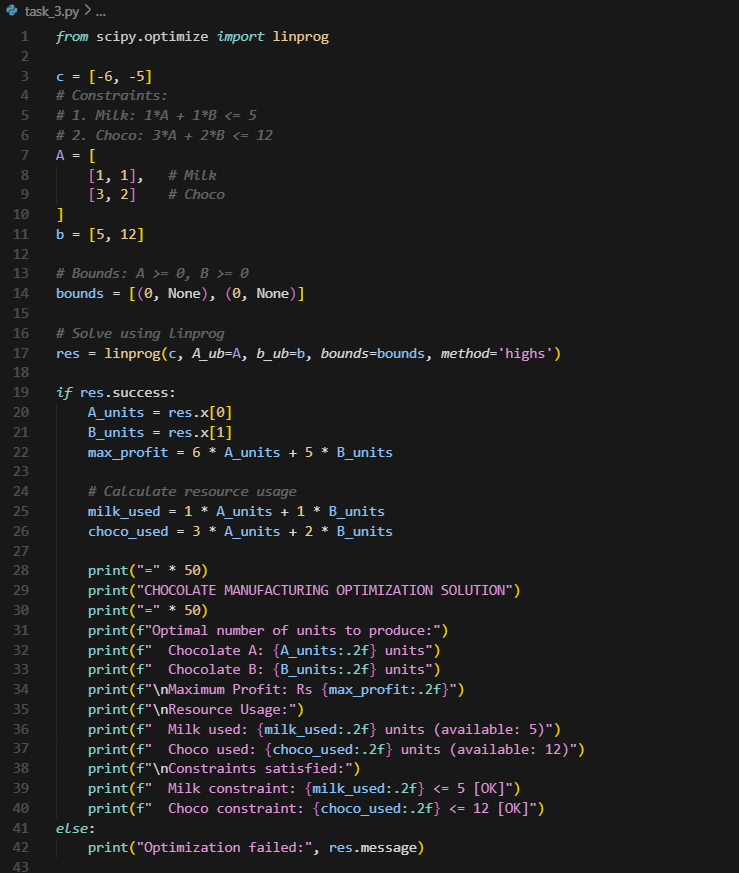 task_3.py > ...
1 from scipy.optimize import linprog
2
3 c = [-6, -5]
4 # Constraints:
5 # 1. Milk: 1*A + 1*B <= 5
6 # 2. Choco: 3*A + 2*B <= 12
7 A = [
8     [1, 1],   # Milk
9     [3, 2]    # Choco
10 ]
11 b = [5, 12]
12
13 # Bounds: A >= 0, B >= 0
14 bounds = [(0, None), (0, None)]
15
16 # Solve using linprog
17 res = linprog(c, A_ub=A, b_ub=b, bounds=bounds, method='highs')
18
19 if res.success:
20     A_units = res.x[0]
21     B_units = res.x[1]
22     max_profit = 6 * A_units + 5 * B_units
23
24     # Calculate resource usage
25     milk_used = 1 * A_units + 1 * B_units
26     choco_used = 3 * A_units + 2 * B_units
27
28     print("=" * 50)
29     print("CHOCOLATE MANUFACTURING OPTIMIZATION SOLUTION")
30     print("=" * 50)
31     print(f"Optimal number of units to produce:")
32     print(f"  Chocolate A: {A_units:.2f} units")
33     print(f"  Chocolate B: {B_units:.2f} units")
34     print(f"\nMaximum Profit: Rs {max_profit:.2f}")
35     print(f"\nResource Usage:")
36     print(f"  Milk used: {milk_used:.2f} units (available: 5)")
37     print(f"  Choco used: {choco_used:.2f} units (available: 12)")
38     print(f"\nConstraints satisfied:")
39     print(f"  Milk constraint: {milk_used:.2f} <= 5 [OK]")
40     print(f"  Choco constraint: {choco_used:.2f} <= 12 [OK]")
41 else:
42     print("Optimization failed:", res.message)
43